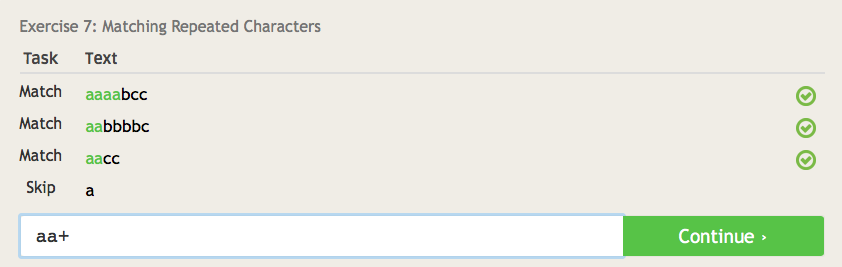 Exercise 7: Matching Repeated Characters
Task Text
Match aaaabcc
Match aabbbbc
Match aacc
Skip a
aa+ Continue ›